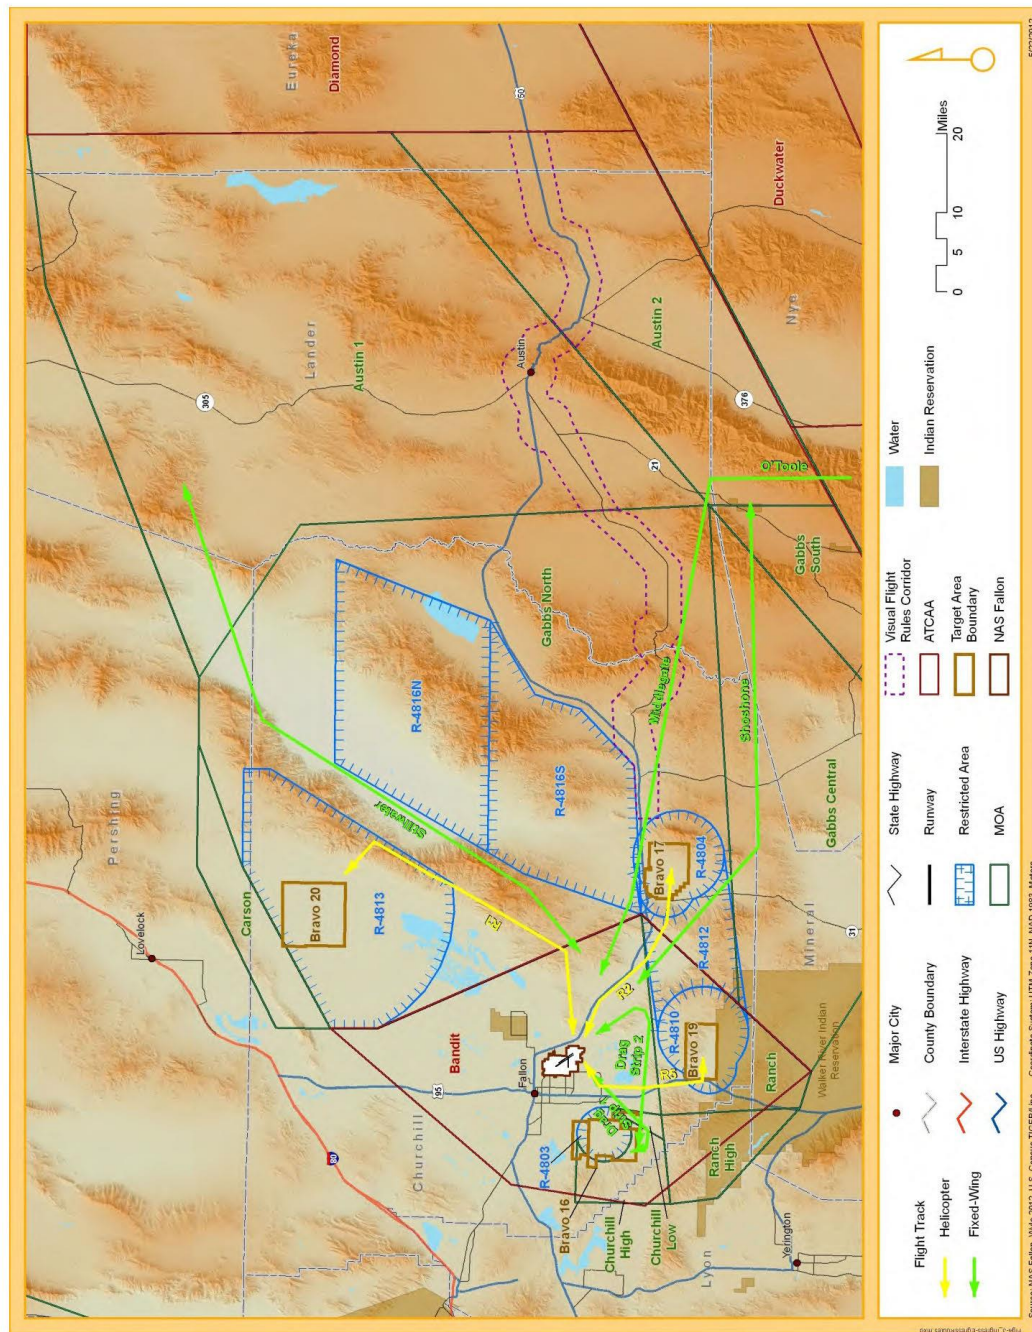 Pershing
Eureka
Diamond
Lovelock
80
305
Carson
Lander
Austin 1
50
Bravo 20
R-4813
R-4816N
Stillwater
R-4816S
R1
Churchill
Bandit
95
Fallon
Austin
Gabbs North
Austin 2
Nye
Duckwater
376
21
R-4803
Bravo 16
Churchill
High
Churchill
Low
Drag
Strip 1
Drag
Strip 2
R2
R3
Middlegate
Bravo 17
R-4804
R-4812
R-4810
Bravo 19
Shoshone
O'Toole
Gabbs
South
Gabbs Central
Mineral
31
Ranch
High
Ranch
Walker River Indian
Reservation
Lyon
Yerington
Flight Track
Helicopter
Fixed-Wing
Major City
County Boundary
Interstate Highway
US Highway
State Highway
Runway
Restricted Area
MOA
Visual Flight
Rules Corridor
ATCAA
Target Area
Boundary
NAS Fallon
Water
Indian Reservation
0 5 10 20
Miles